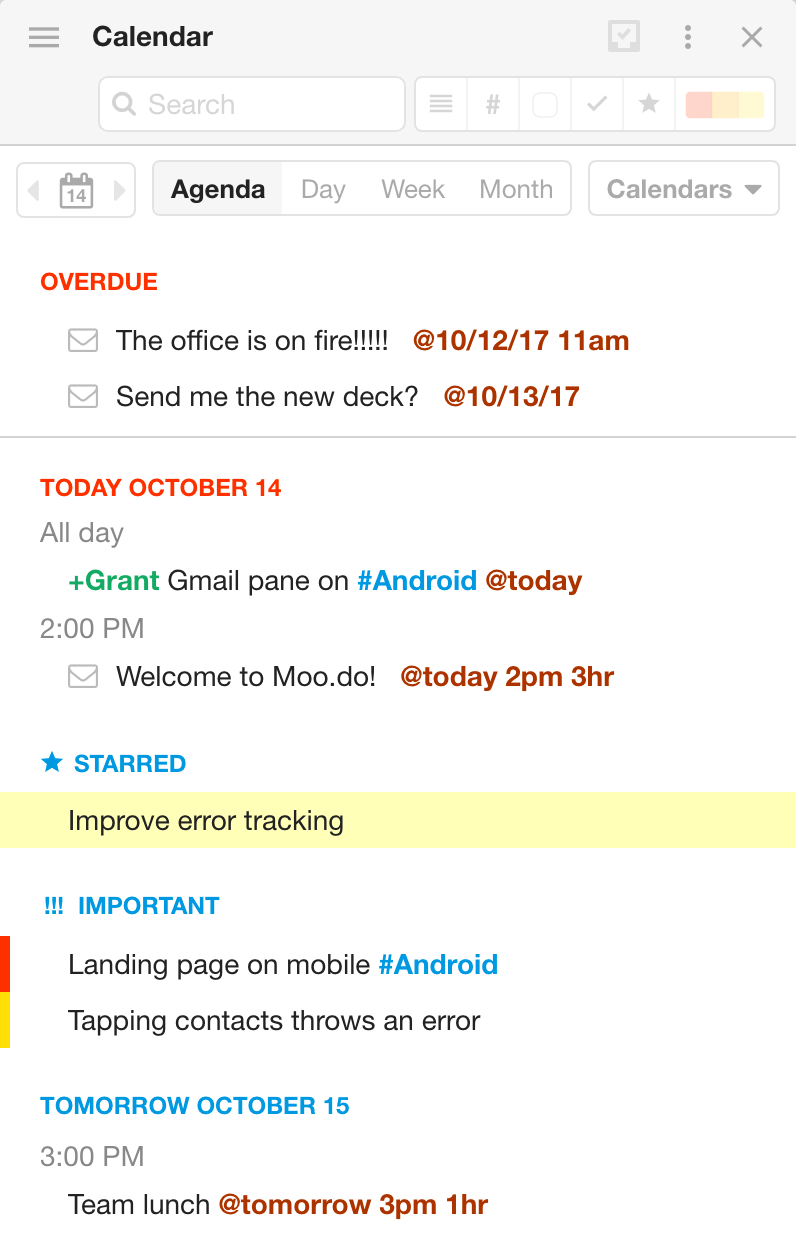 Calendar
Search
#
14
Agenda Day Week Month Calendars
OVERDUE
The office is on fire!!!!! @10/12/17 11am
Send me the new deck? @10/13/17
TODAY OCTOBER 14
All day
+Grant Gmail pane on #Android @today
2:00 PM
Welcome to Moo.do! @today 2pm 3hr
STARRED
Improve error tracking
!!! IMPORTANT
Landing page on mobile #Android
Tapping contacts throws an error
TOMORROW OCTOBER 15
3:00 PM
Team lunch @tomorrow 3pm 1hr